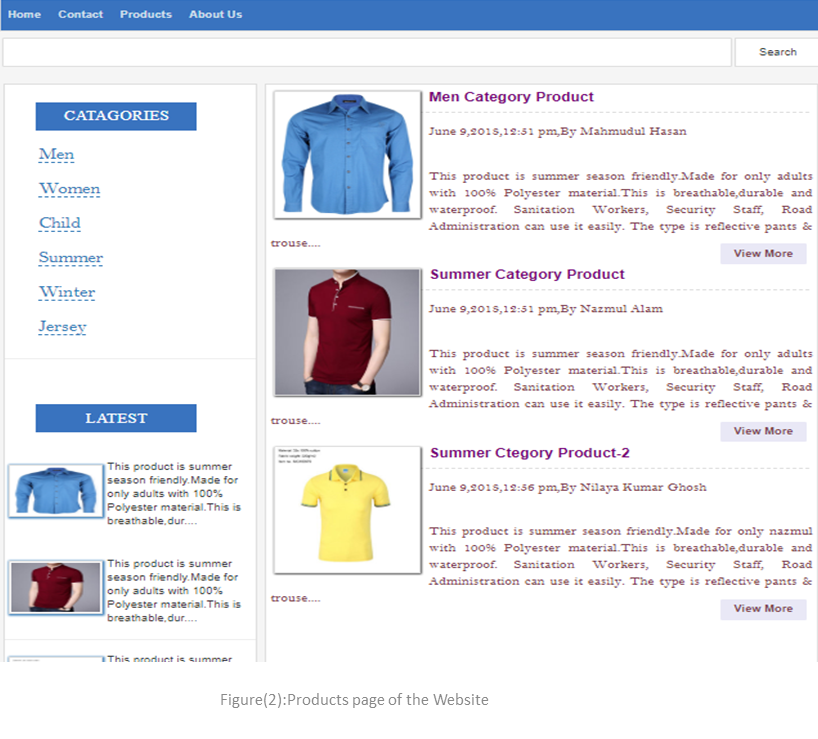 Home Contact Products About Us
Search
CATAGORIES
Men
Women
Child
Summer
Winter
Jersey
LATEST
This product is summer
season friendly.Made for
only adults with 100%
Polyester material.This is
breathable,dur....
This product is summer
season friendly.Made for
only adults with 100%
Polyester material.This is
breathable,dur....
This product is summer
Men Category Product
June 9,2015,12:51 pm,By Mahmudul Hasan
This product is summer season friendly.Made for only adults
with 100% Polyester material.This is breathable,durable and
waterproof. Sanitation Workers, Security Staff, Road
Administration can use it easily. The type is reflective pants &
trouse....
View More
Summer Category Product
June 9,2015,12:51 pm,By Nazmul Alam
This product is summer season friendly.Made for only adults
with 100% Polyester material.This is breathable,durable and
waterproof. Sanitation Workers, Security Staff, Road
Administration can use it easily. The type is reflective pants &
trouse....
View More
Summer Ctegory Product-2
June 9,2015,12:56 pm,By Nilaya Kumar Ghosh
This product is summer season friendly.Made for only nazmul
with 100% Polyester material.This is breathable,durable and
waterproof. Sanitation Workers, Security Staff, Road
Administration can use it easily. The type is reflective pants &
trouse....
View More
Figure(2):Products page of the Website